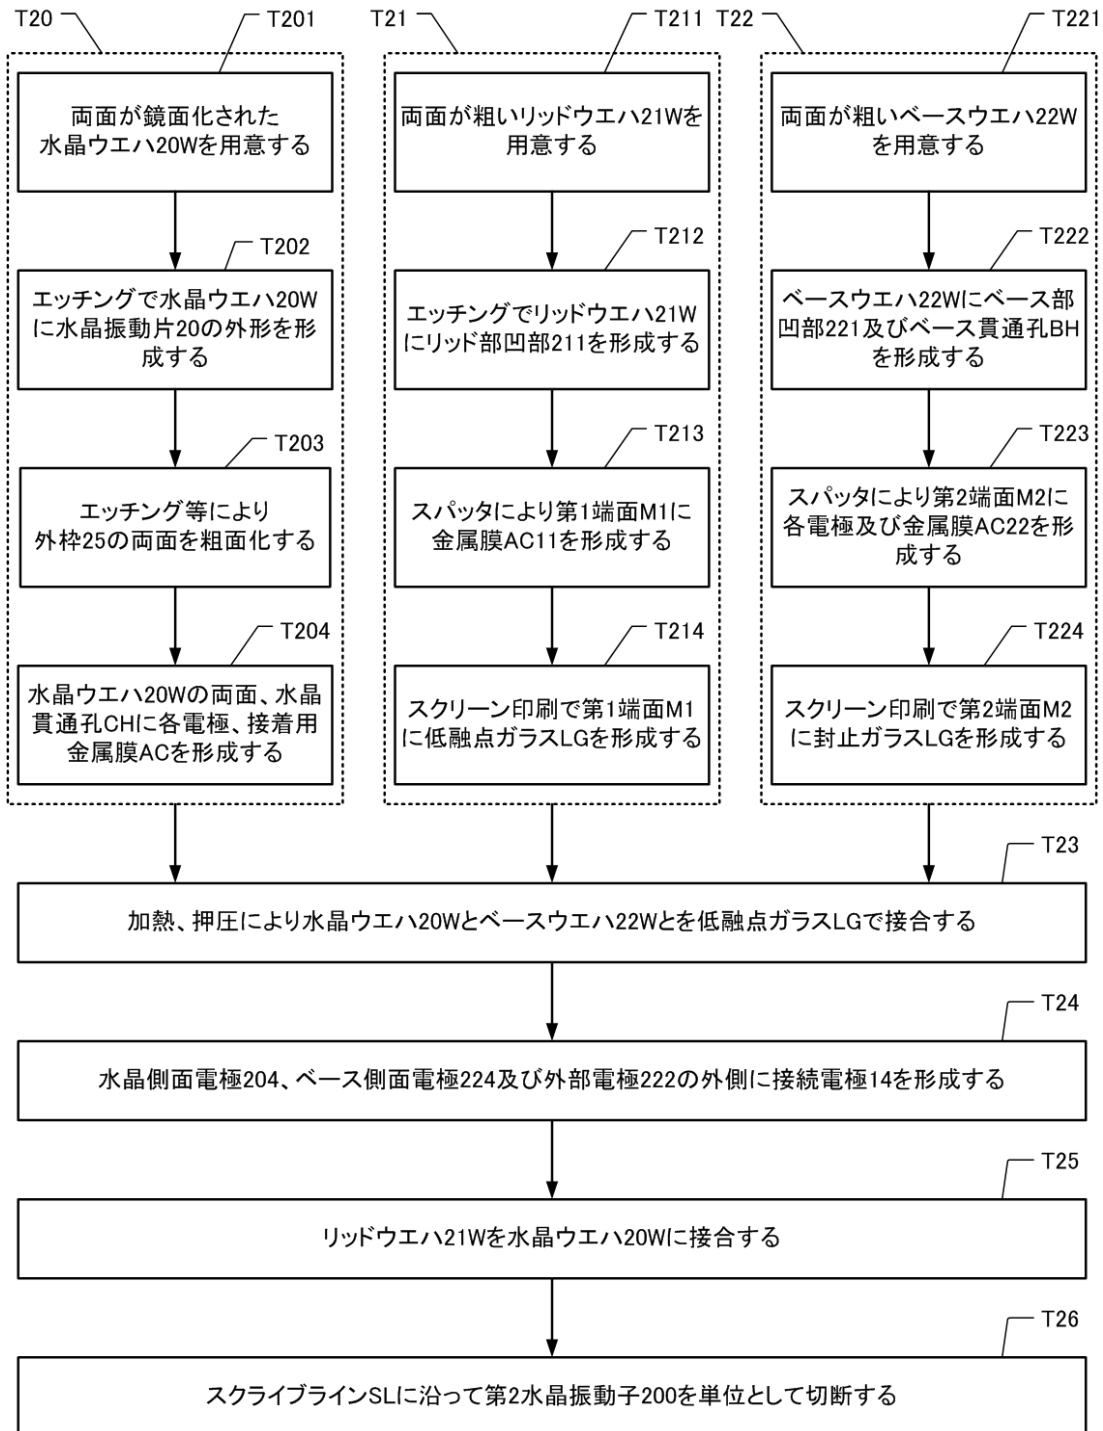 T20
T201
両面が鏡面化された
水晶ウエハ20Wを用意する
T202
エッチングで水晶ウエハ20W
に水晶振動片20の外形を形
成する
T203
エッチング等により
外枠25の両面を粗面化する
T204
水晶ウエハ20Wの両面、水晶
貫通孔CHに各電極、接着用
金属膜ACを形成する
T21
T211
両面が粗いリッドウエハ21Wを
用意する
T212
エッチングでリッドウエハ21W
にリッド部凹部211を形成する
T213
スパッタにより第1端面M1に
金属膜AC11を形成する
T214
スクリーン印刷で第1端面M1
に低融点ガラスLGを形成する
T22
T221
両面が粗いベースウエハ22W
を用意する
T222
ベースウエハ22Wにベース部
凹部221及びベース貫通孔BH
を形成する
T223
スパッタにより第2端面M2に
各電極及び金属膜AC22を形
成する
T224
スクリーン印刷で第2端面M2
に封止ガラスLGを形成する
T23
加熱、押圧により水晶ウエハ20Wとベースウエハ22Wとを低融点ガラスLGで接合する
T24
水晶側面電極204、ベース側面電極224及び外部電極222の外側に接続電極14を形成する
T25
リッドウエハ21Wを水晶ウエハ20Wに接合する
T26
スクライブラインSLに沿って第2水晶振動子200を単位として切断する